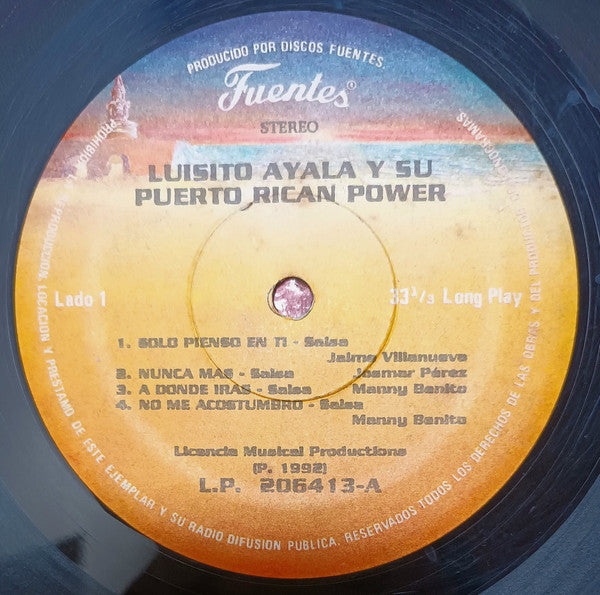 PRODUCIDO POR DISCOS FUENTES.
Fuentes®
STEREO
LUISITO AYALA Y SU
PUERTO RICAN POWER
Lado 1
33 1/3 Long Play
1. SOLO PIENSO EN TI - Salsa
Jaime Villanueva
2. NUNCA MAS - Salsa Josmar Pérez
3. A DONDE IRAS - Salsa Manny Benito
4. NO ME ACOSTUMBRO - Salsa
Manny Benito
Licencia Musical Productions
(P. 1992)
L.P. 206413-A
RESERVADOS TODOS LOS DERECHOS DE LAS OBRAS Y DEL PRODUCTOR
PRODUCCION, LOCACION Y PRESTAMO DE ESTE EJEMPLAR Y SU RADIO DIFUSION PUBLICA.